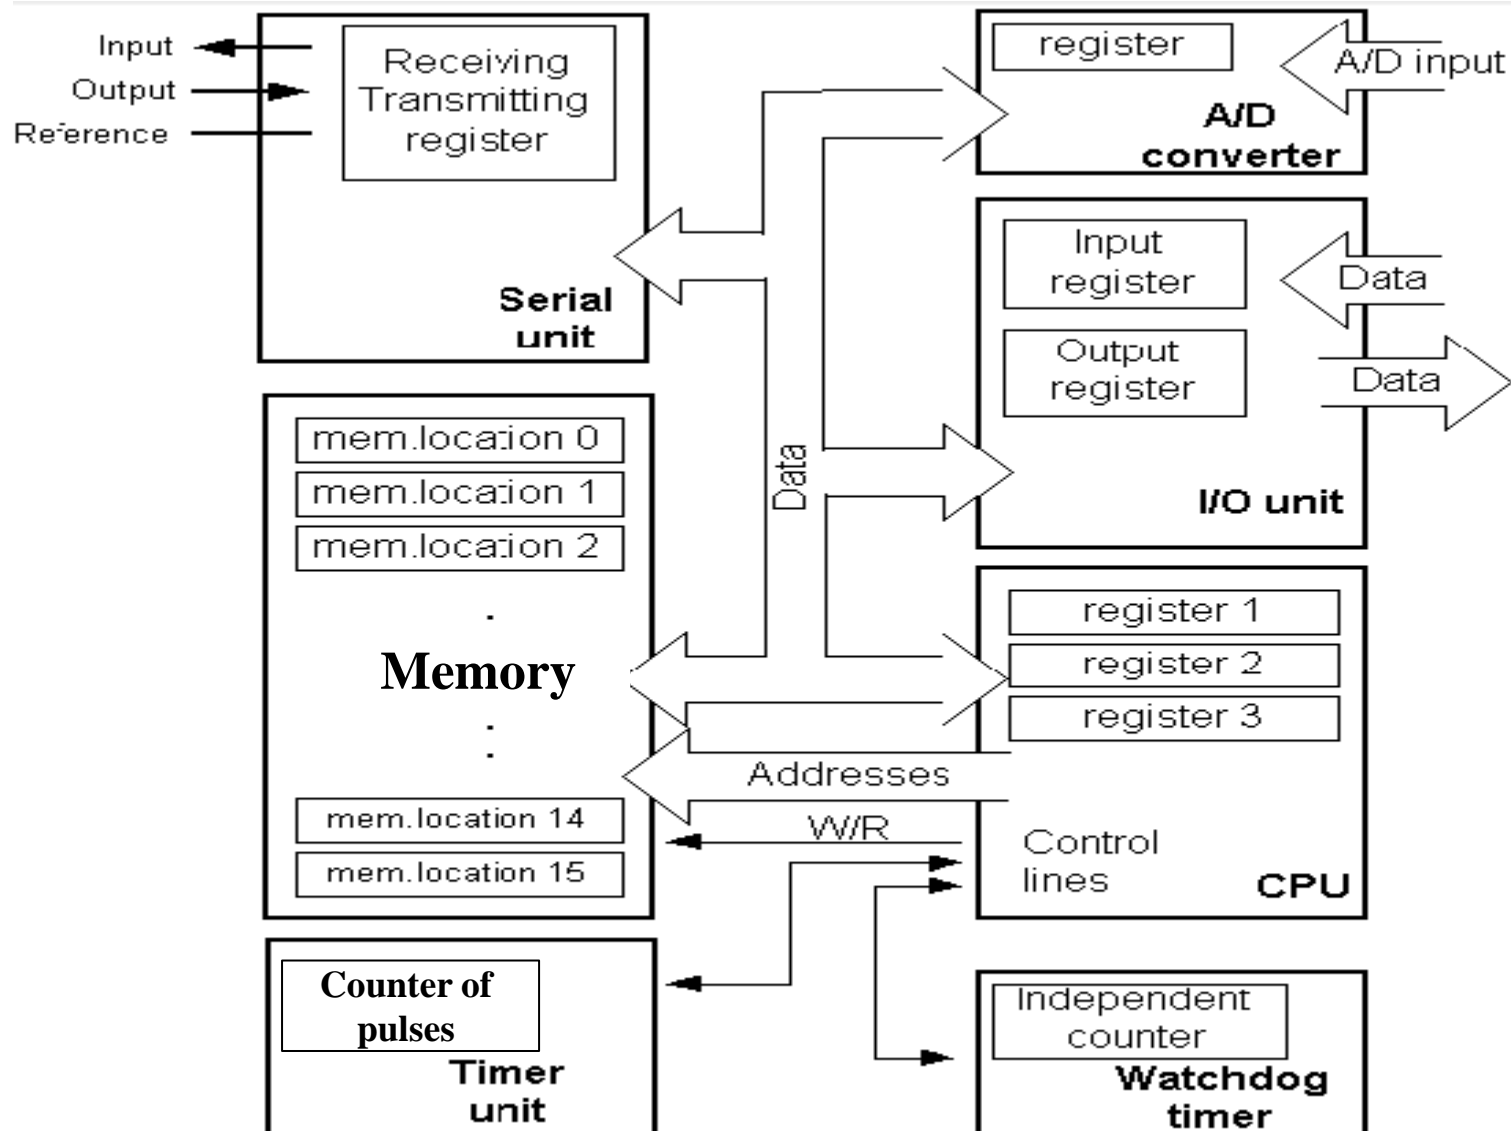 Input
Output
Reference
Receiving
Transmitting
register
Serial
unit
register
A/D input
A/D
converter
Input
register
Data
Output
register
Data
I/O unit
mem.location 0
mem.location 1
mem.location 2
.
Memory
.
.
mem.location 14
mem.location 15
Data
register 1
register 2
register 3
Addresses
W/R
Control
lines
CPU
Counter of
pulses
Timer
unit
Independent
counter
Watchdog
timer